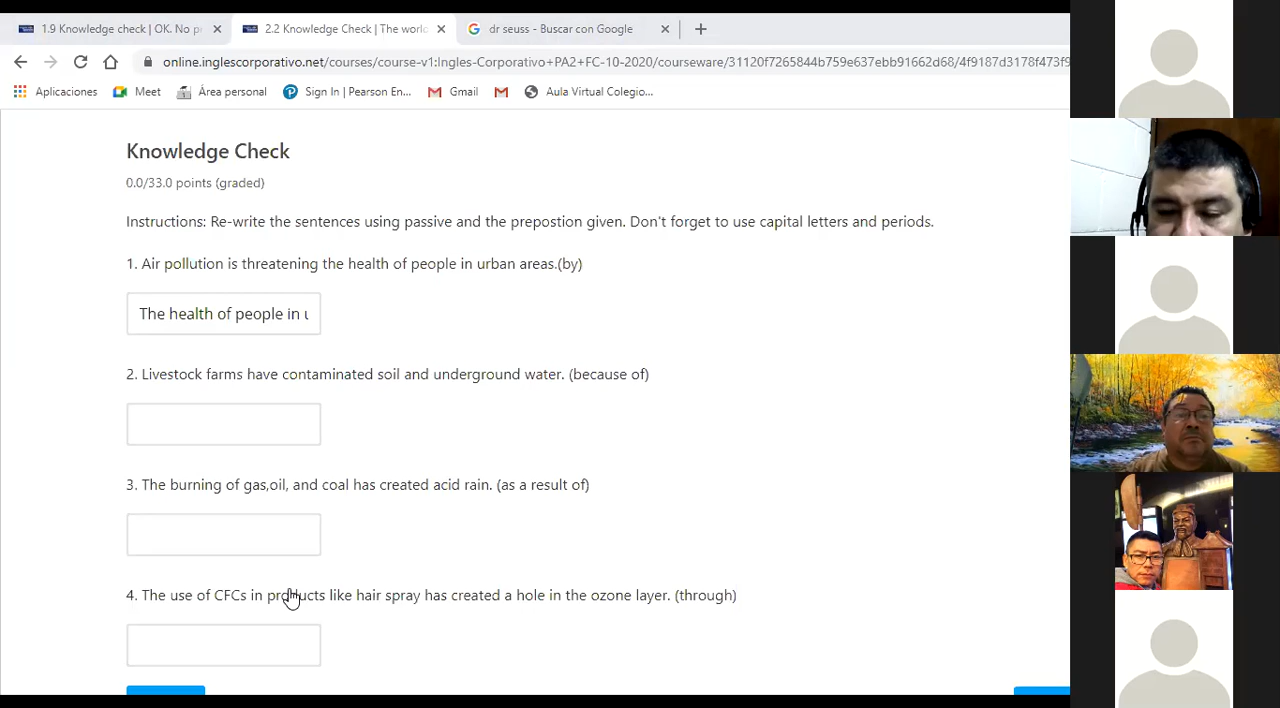 1.9 Knowledge check | OK. No p
2.2 Knowledge Check | The worl
dr seuss - Buscar con Google
online.inglescorporativo.net/courses/course-v1:Ingles-Corporativo+PA2+FC-10-2020/courseware/31120f7265844b759e637ebb91662d68/4f9187d3178f473f9
Aplicaciones Meet Área personal Sign In | Pearson En... Gmail Aula Virtual Colegio...
Knowledge Check
0.0/33.0 points (graded)
Instructions: Re-write the sentences using passive and the prepostion given. Don't forget to use capital letters and periods.
1. Air pollution is threatening the health of people in urban areas.(by)
The health of people in u
2. Livestock farms have contaminated soil and underground water. (because of)
3. The burning of gas,oil, and coal has created acid rain. (as a result of)
4. The use of CFCs in products like hair spray has created a hole in the ozone layer. (through)